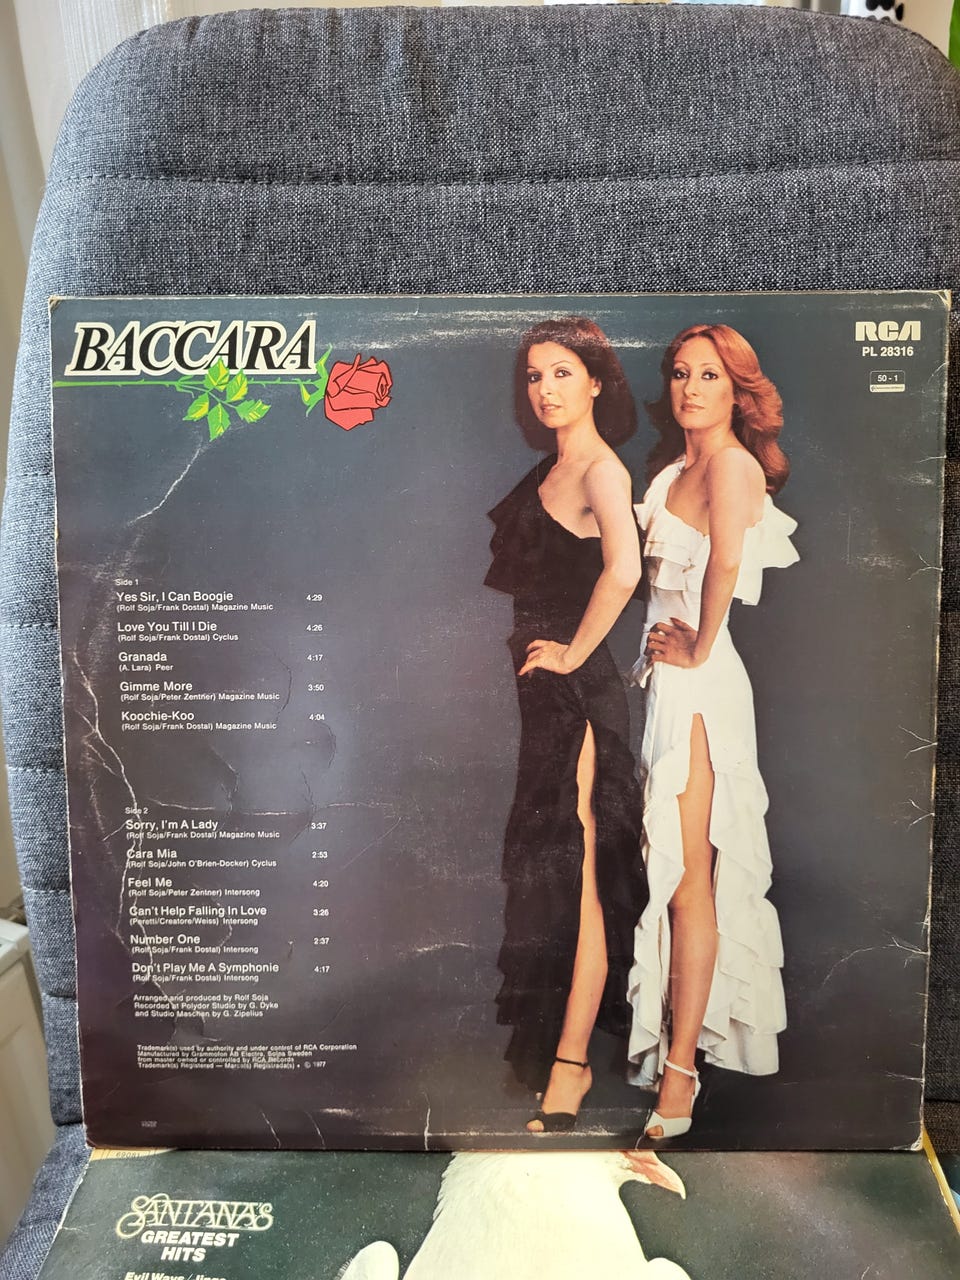 BACCARA
RCA
PL 28316
50 - 1
Side 1
Yes Sir, I Can Boogie 4:29
(Rolf Soja/Frank Dostal) Magazine Music
Love You Till I Die 4:26
(Rolf Soja/Frank Dostal) Cyclus
Granada 4:17
(A. Lara) Peer
Gimme More 3:50
(Rolf Soja/Peter Zentner) Magazine Music
Koochie-Koo 4:04
(Rolf Soja/Frank Dostal) Magazine Music
Side 2
Sorry, I'm A Lady 3:37
(Rolf Soja/Frank Dostal) Magazine Music
Cara Mia 2:53
(Rolf Soja/John O'Brien-Docker) Cyclus
Feel Me 4:20
(Rolf Soja/Peter Zentner) Intersong
Can't Help Falling In Love 3:26
(Peretti/Creatore/Weiss) Intersong
Number One 2:37
(Rolf Soja/Frank Dostal) Intersong
Don't Play Me A Symphonie 4:17
(Rolf Soja/Frank Dostal) Intersong
Arranged and produced by Rolf Soja
Recorded at Polydor Studio by G. Dyke
and Studio Maschen by G. Zipelius
Trademark(s) used by authority and under control of RCA Corporation
Manufactured by Grammofon AB Electra, Solna Sweden
from master owned or controlled by RCA Records
Trademark(s) Registered — Marca(s) Registrada(s) • © 1977
SANTANA'S
GREATEST
HITS
Evil Ways / Jingo